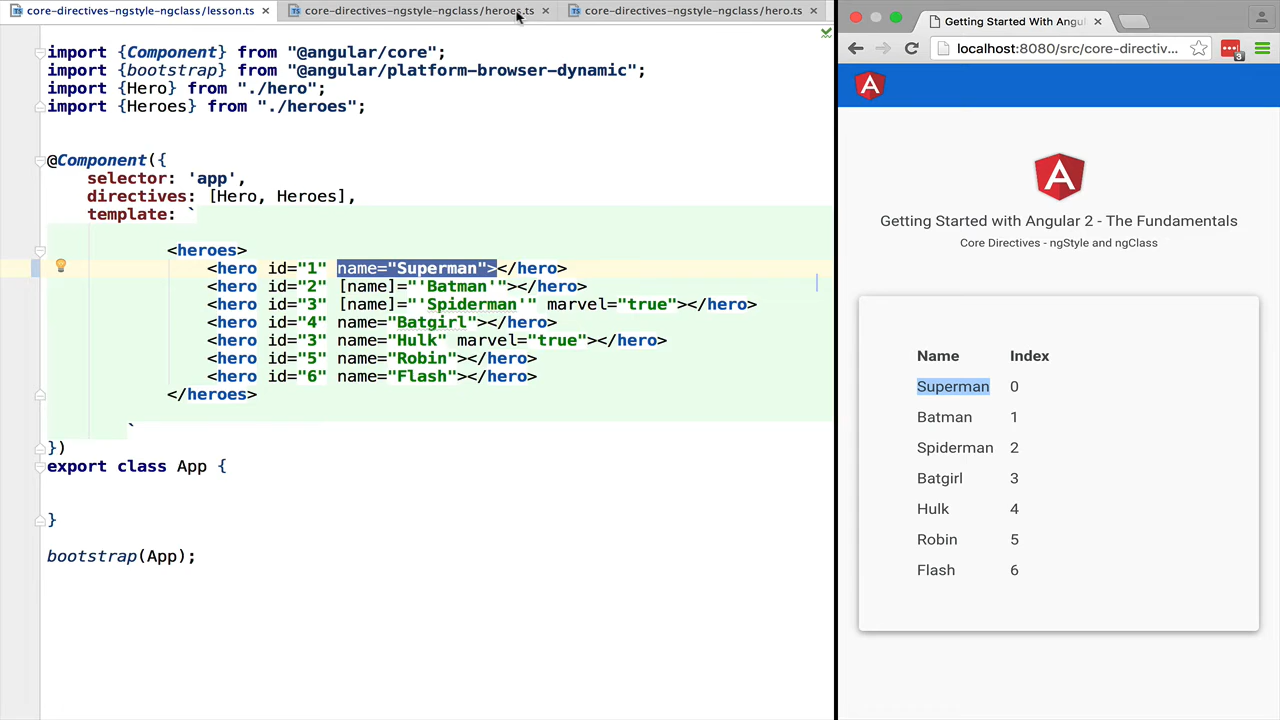 core-directives-ngstyle-ngclass/lesson.ts
core-directives-ngstyle-ngclass/heroes.ts
core-directives-ngstyle-ngclass/hero.ts
import {Component} from "@angular/core";
import {bootstrap} from "@angular/platform-browser-dynamic";
import {Hero} from "./hero";
import {Heroes} from "./heroes";
@Component({
selector: 'app',
directives: [Hero, Heroes],
template: `
<heroes>
<hero id="1" name="Superman"></hero>
<hero id="2" [name]="'Batman'"></hero>
<hero id="3" [name]="'Spiderman'" marvel="true"></hero>
<hero id="4" name="Batgirl"></hero>
<hero id="3" name="Hulk" marvel="true"></hero>
<hero id="5" name="Robin"></hero>
<hero id="6" name="Flash"></hero>
</heroes>
`
})
export class App {
}
bootstrap(App);
Getting Started With Angul
localhost:8080/src/core-directiv...
3
A
A
Getting Started with Angular 2 - The Fundamentals
Core Directives - ngStyle and ngClass
Name Index
Superman 0
Batman 1
Spiderman 2
Batgirl 3
Hulk 4
Robin 5
Flash 6